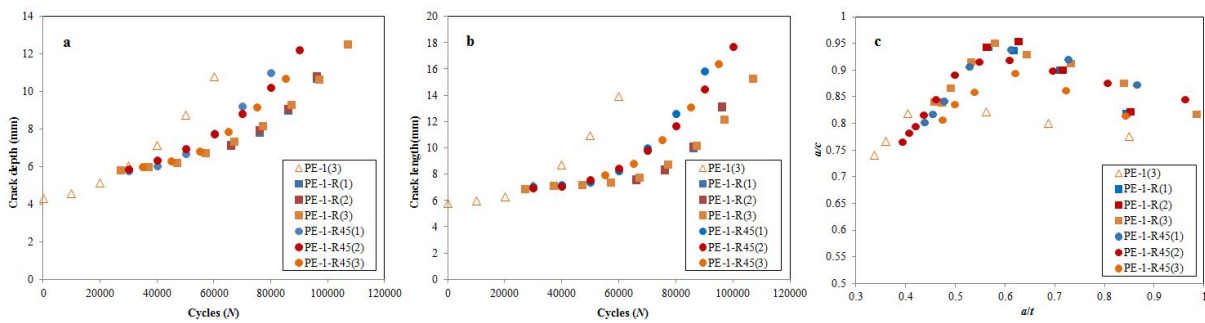 a
Crack depth (mm)
14
12
10
8
6
4
2
0
0
20000
40000
60000
80000
100000
120000
Cycles (N)
PE-1(3)
PE-1-R(1)
PE-1-R(2)
PE-1-R(3)
PE-1-R45(1)
PE-1-R45(2)
PE-1-R45(3)
b
Crack length(mm)
20
18
16
14
12
10
8
6
4
2
0
0
20000
40000
60000
80000
100000
120000
Cycles (N)
PE-1(3)
PE-1-R(1)
PE-1-R(2)
PE-1-R(3)
PE-1-R45(1)
PE-1-R45(2)
PE-1-R45(3)
c
a/c
1
0.95
0.9
0.85
0.8
0.75
0.7
0.65
0.6
0.55
0.5
0.3
0.4
0.5
0.6
0.7
0.8
0.9
1
a/t
PE-1(3)
PE-1-R(1)
PE-1-R(2)
PE-1-R(3)
PE-1-R45(1)
PE-1-R45(2)
PE-1-R45(3)